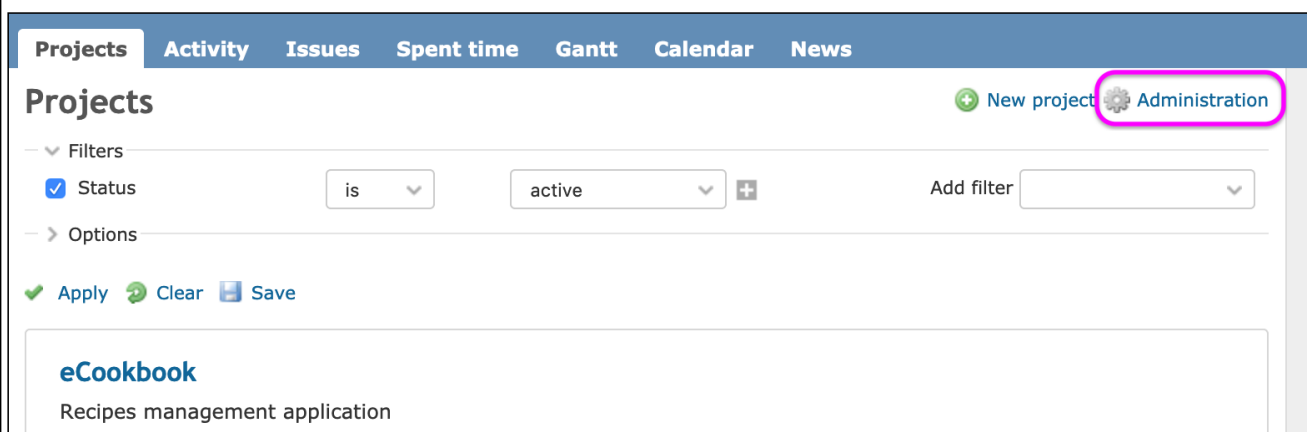 Projects Activity Issues Spent time Gantt Calendar News
Projects
New project Administration
Filters
Status is active Add filter
Options
Apply Clear Save
eCookbook
Recipes management application